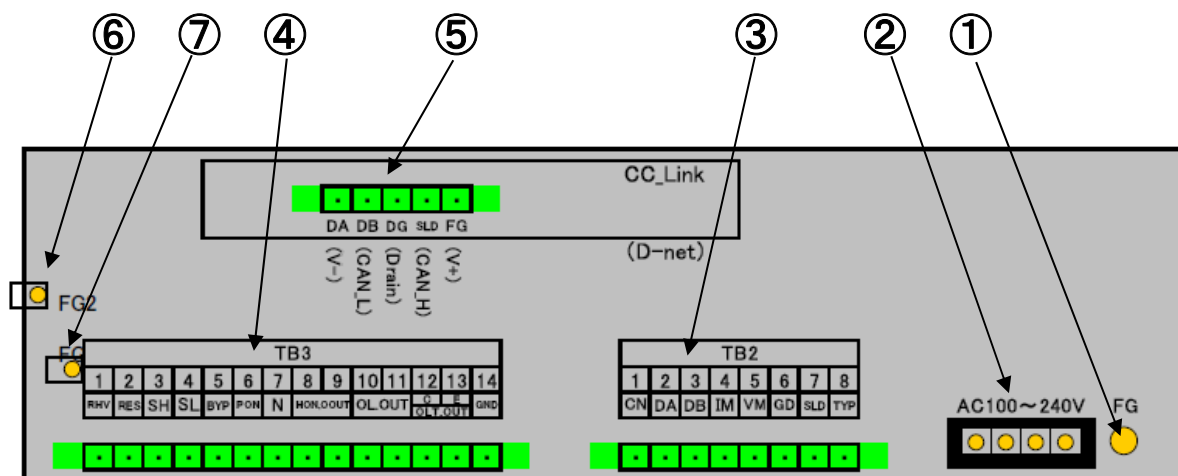 ⑥ ⑦ ④ ⑤ ③ ② ①
CC_Link
DA DB DG SLD FG
(V-) (CAN_L) (Drain) (CAN_H) (V+)
(D-net)
FG2
TB3
1 2 3 4 5 6 7 8 9 10 11 12 13 14
RHV RES SH SL BYP PON N HON.OOUT OL.OUT C E OLT.OUT GND
TB2
1 2 3 4 5 6 7 8
CN DA DB IM VM GD SLD TYP
AC100～240V FG